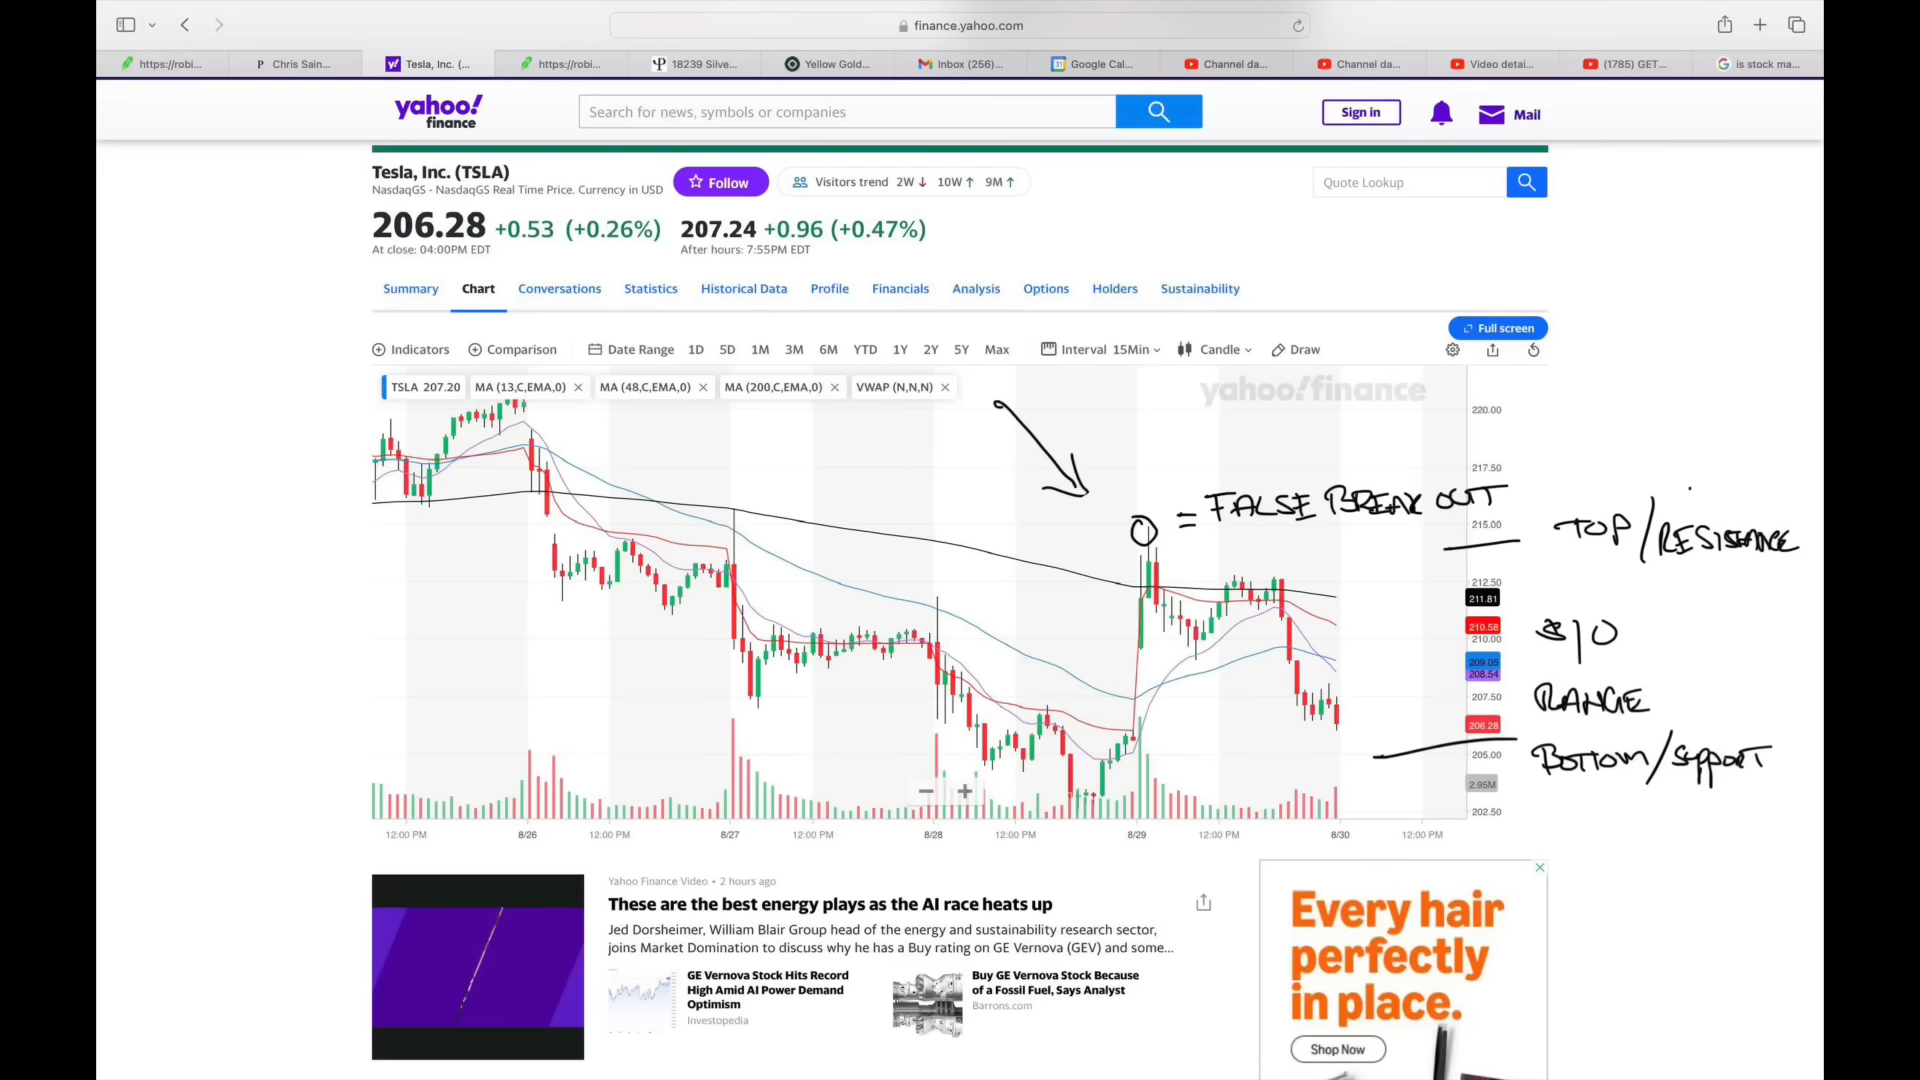 finance.yahoo.com
https://robi...
Chris Sain...
Tesla, Inc. (...
https://robi...
18239 Silve...
Yellow Gold...
Inbox (256)...
Google Cal...
Channel da...
Channel da...
Video detai...
(1785) GET...
is stock ma...
yahoo!
finance
Search for news, symbols or companies
Sign in
Mail
Tesla, Inc. (TSLA)
NasdaqGS - NasdaqGS Real Time Price. Currency in USD
Follow
Visitors trend 2W ↓ 10W ↑ 9M ↑
Quote Lookup
206.28 +0.53 (+0.26%)
At close: 04:00PM EDT
207.24 +0.96 (+0.47%)
After hours: 7:55PM EDT
Summary Chart Conversations Statistics Historical Data Profile Financials Analysis Options Holders Sustainability
Full screen
Indicators Comparison Date Range 1D 5D 1M 3M 6M YTD 1Y 2Y 5Y Max Interval 15Min Candle Draw
TSLA 207.20 MA (13,C,EMA,0) MA (48,C,EMA,0) MA (200,C,EMA,0) VWAP (N,N,N)
yahoo!finance
220.00
217.50
215.00
212.50
211.81
210.58
210.00
209.05
208.54
207.50
206.28
205.00
2.95M
202.50
= FALSE BREAK OUT
TOP/RESISTANCE
$10
RANGE
BOTTOM/SUPPORT
12:00 PM 8/26 12:00 PM 8/27 12:00 PM 8/28 12:00 PM 8/29 12:00 PM 8/30 12:00 PM
Yahoo Finance Video • 2 hours ago
These are the best energy plays as the AI race heats up
Jed Dorsheimer, William Blair Group head of the energy and sustainability research sector,
joins Market Domination to discuss why he has a Buy rating on GE Vernova (GEV) and some...
GE Vernova Stock Hits Record
High Amid AI Power Demand
Optimism
Investopedia
Buy GE Vernova Stock Because
of a Fossil Fuel, Says Analyst
Barrons.com
Every hair
perfectly
in place.
Shop Now